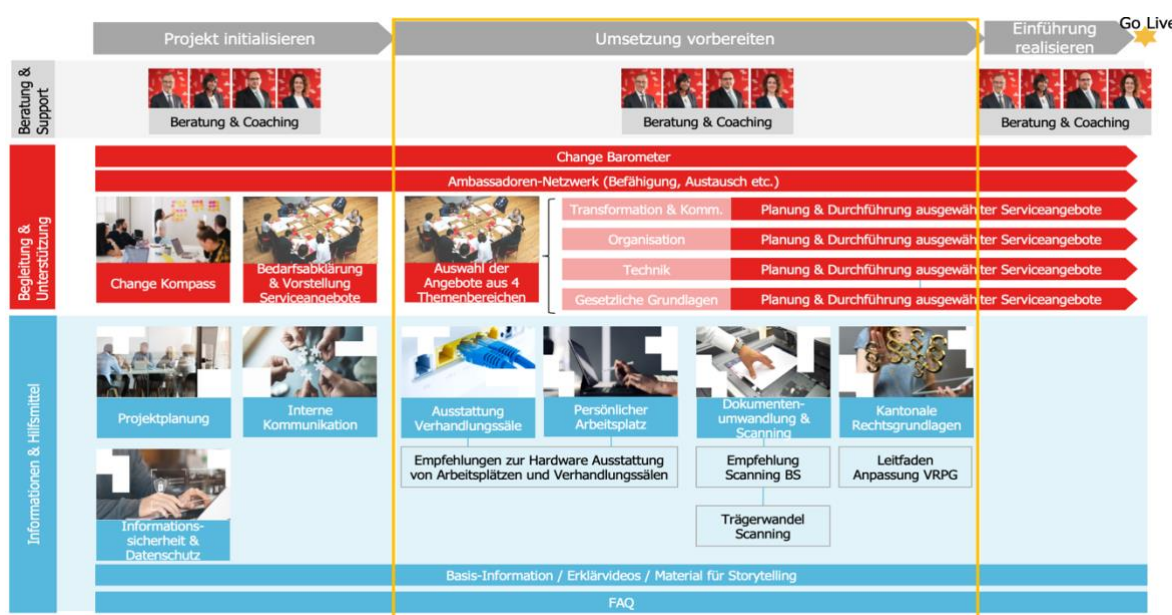 Go Live
Projekt initialisieren
Umsetzung vorbereiten
Einführung
realisieren
Beratung &
Support
Beratung & Coaching
Beratung & Coaching
Beratung & Coaching
Begleitung &
Unterstützung
Change Barometer
Ambassadoren-Netzwerk (Befähigung, Austausch etc.)
Change Kompass
Bedarfsabklärung
& Vorstellung
Serviceangebote
Auswahl der
Angebote aus 4
Themenbereichen
Transformation & Komm.
Planung & Durchführung ausgewählter Serviceangebote
Organisation
Planung & Durchführung ausgewählter Serviceangebote
Technik
Planung & Durchführung ausgewählter Serviceangebote
Gesetzliche Grundlagen
Planung & Durchführung ausgewählter Serviceangebote
Informationen & Hilfsmittel
Projektplanung
Interne
Kommunikation
Ausstattung
Verhandlungssäle
Persönlicher
Arbeitsplatz
Dokumenten-
umwandlung &
Scanning
Kantonale
Rechtsgrundlagen
Empfehlungen zur Hardware Ausstattung
von Arbeitsplätzen und Verhandlungssälen
Empfehlung
Scanning BS
Leitfaden
Anpassung VRPG
Trägerwandel
Scanning
Informations-
sicherheit &
Datenschutz
Basis-Information / Erklärvideos / Material für Storytelling
FAQ